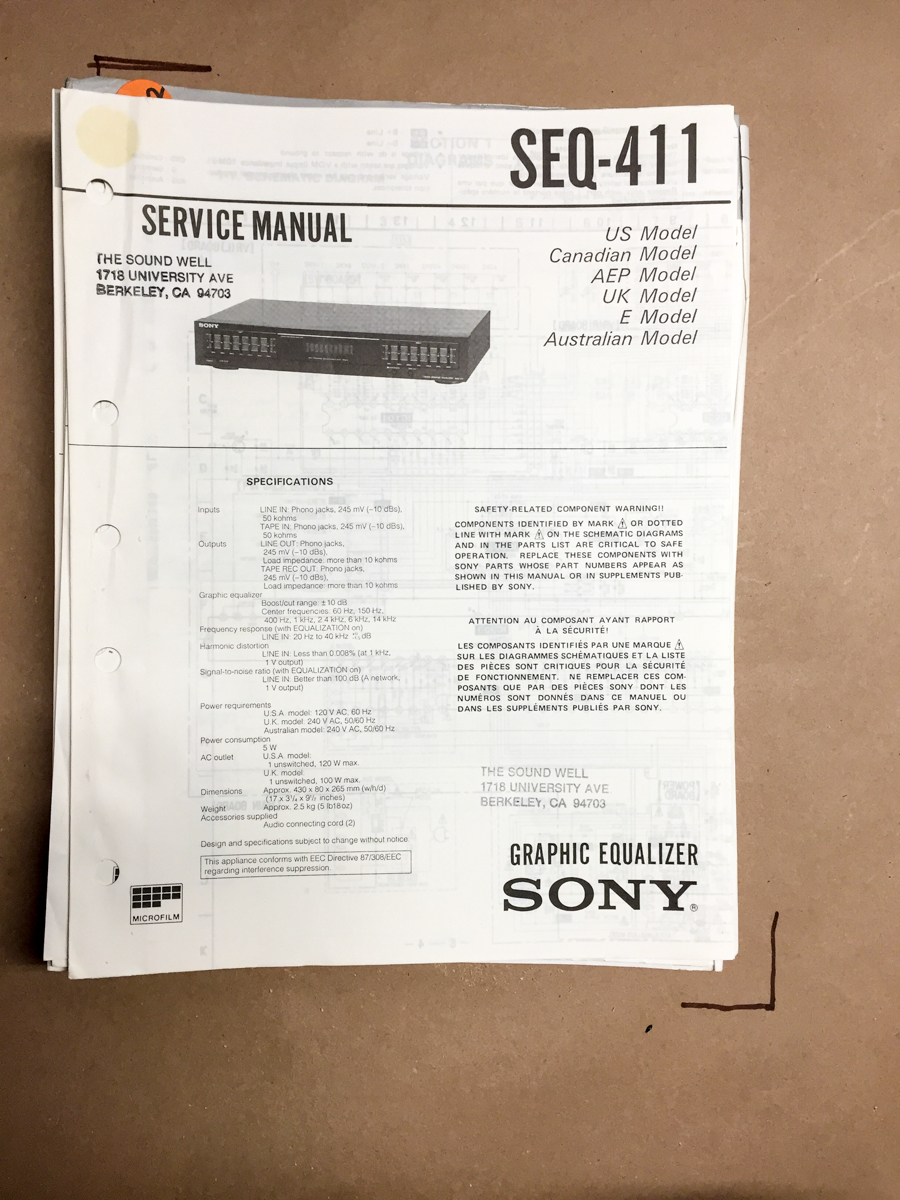 2
SEQ-411
SERVICE MANUAL
US Model
Canadian Model
AEP Model
UK Model
E Model
Australian Model
THE SOUND WELL
1718 UNIVERSITY AVE
BERKELEY, CA 94703
SONY
SPECIFICATIONS
Inputs LINE IN: Phono jacks, 245 mV (−10 dBs),
50 kohms
TAPE IN: Phono jacks, 245 mV (−10 dBs),
50 kohms
Outputs LINE OUT: Phono jacks,
245 mV (−10 dBs),
Load impedance: more than 10 kohms
TAPE REC OUT: Phono jacks,
245 mV (−10 dBs),
Load impedance: more than 10 kohms
Graphic equalizer
Boost/cut range: ±10 dB
Center frequencies: 60 Hz, 150 Hz,
400 Hz, 1 kHz, 2.4 kHz, 6 kHz, 14 kHz
Frequency response (with EQUALIZATION on)
LINE IN: 20 Hz to 40 kHz dB
Harmonic distortion
LINE IN: Less than 0.008% (at 1 kHz,
1 V output)
Signal-to-noise ratio (with EQUALIZATION on)
LINE IN: Better than 100 dB (A network,
1 V output)
Power requirements
U.S.A. model: 120 V AC, 60 Hz
U.K. model: 240 V AC, 50/60 Hz
Australian model: 240 V AC, 50/60 Hz
Power consumption
5 W
AC outlet U.S.A. model:
1 unswitched, 120 W max.
U.K. model:
1 unswitched, 100 W max.
Dimensions Approx. 430 x 80 x 265 mm (w/h/d)
(17 x 3¼ x 9½ inches)
Weight Approx. 2.5 kg (5 lb18oz)
Accessories supplied
Audio connecting cord (2)
Design and specifications subject to change without notice.
This appliance conforms with EEC Directive 87/308/EEC
regarding interference suppression.
MICROFILM
SAFETY-RELATED COMPONENT WARNING!!
COMPONENTS IDENTIFIED BY MARK ⚠ OR DOTTED
LINE WITH MARK ⚠ ON THE SCHEMATIC DIAGRAMS
AND IN THE PARTS LIST ARE CRITICAL TO SAFE
OPERATION. REPLACE THESE COMPONENTS WITH
SONY PARTS WHOSE PART NUMBERS APPEAR AS
SHOWN IN THIS MANUAL OR IN SUPPLEMENTS PUB-
LISHED BY SONY.
ATTENTION AU COMPOSANT AYANT RAPPORT
À LA SÉCURITÉ!
LES COMPOSANTS IDENTIFIÉS PAR UNE MARQUE ⚠
SUR LES DIAGRAMMES SCHÉMATIQUES ET LA LISTE
DES PIÈCES SONT CRITIQUES POUR LA SÉCURITÉ
DE FONCTIONNEMENT. NE REMPLACER CES COM-
POSANTS QUE PAR DES PIÈCES SONY DONT LES
NUMÉROS SONT DONNÉS DANS CE MANUEL OU
DANS LES SUPPLÉMENTS PUBLIÉS PAR SONY.
THE SOUND WELL
1718 UNIVERSITY AVE
BERKELEY, CA 94703
GRAPHIC EQUALIZER
SONY®